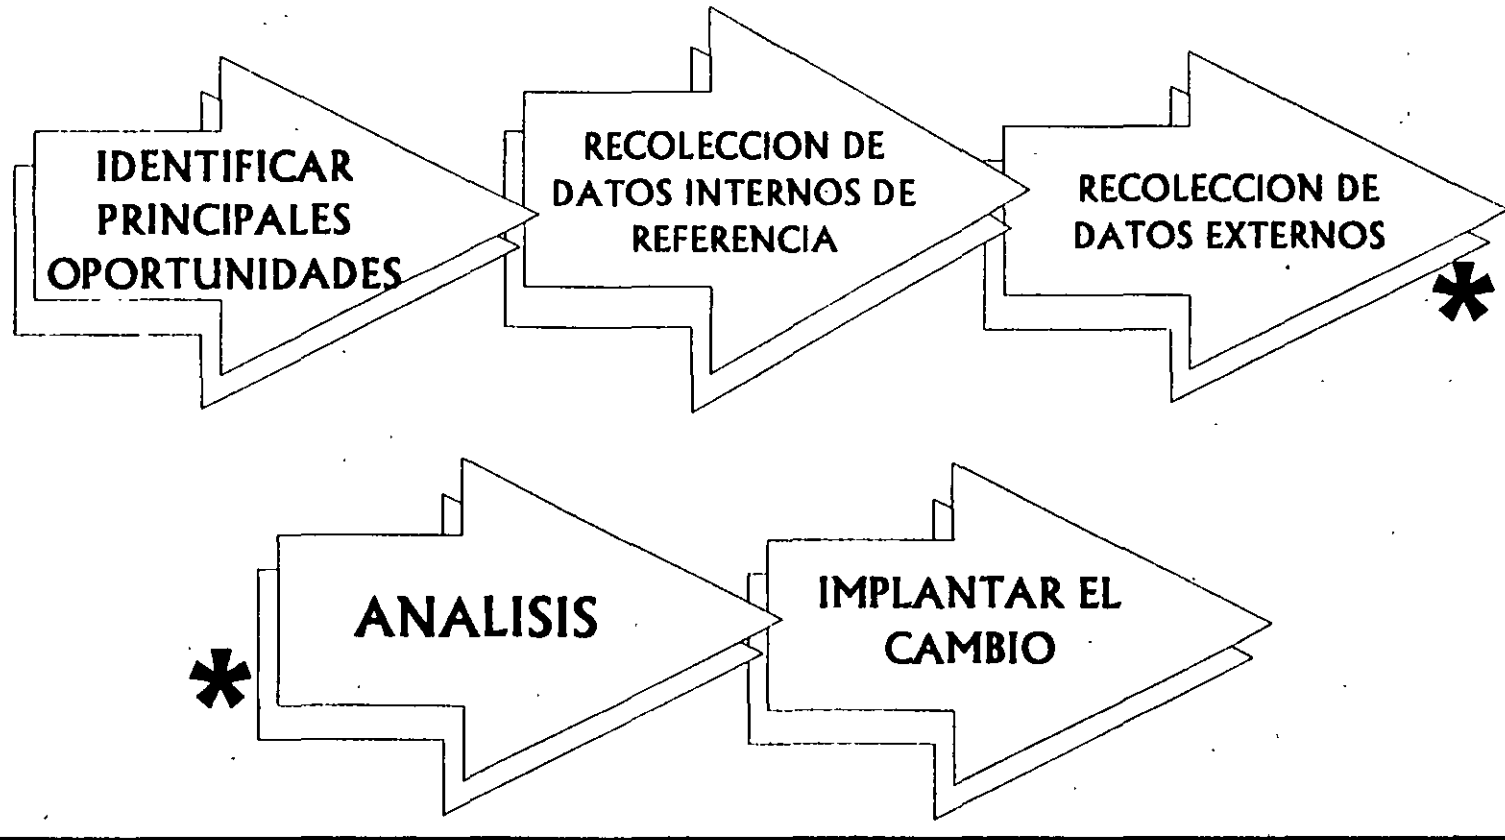 IDENTIFICAR
PRINCIPALES
OPORTUNIDADES
RECOLECCION DE
DATOS INTERNOS DE
REFERENCIA
RECOLECCION DE
DATOS EXTERNOS
*
*
ANALISIS
IMPLANTAR EL
CAMBIO